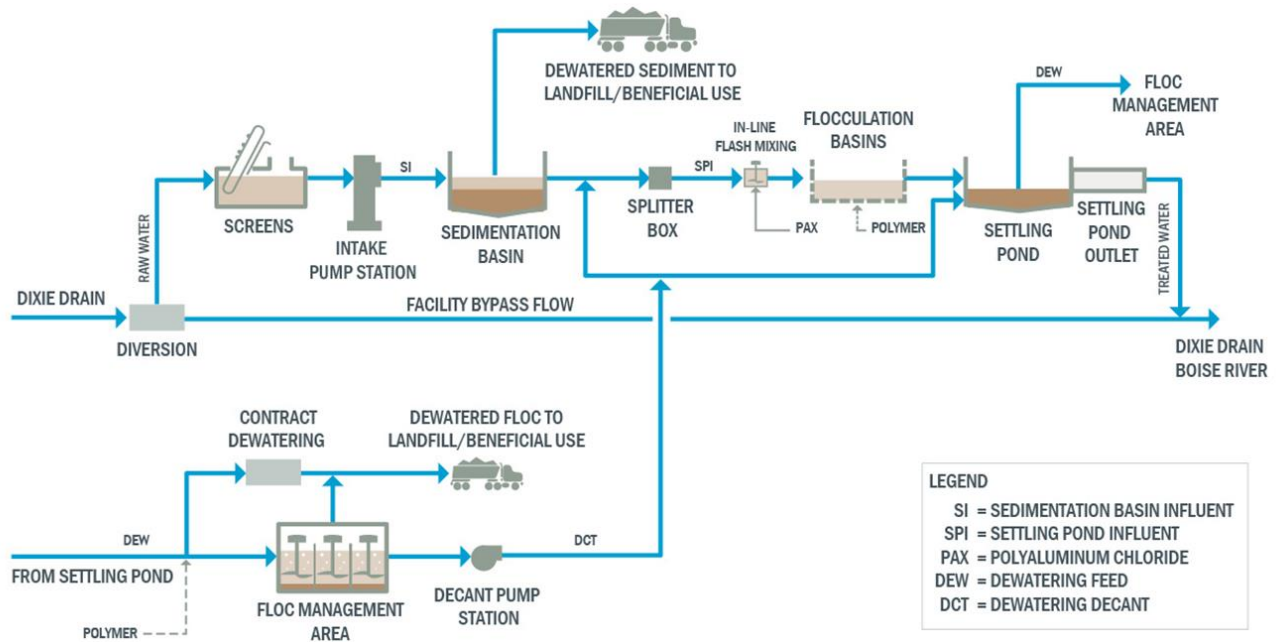 DEWATERED SEDIMENT TO
LANDFILL/BENEFICIAL USE
DEW
FLOC
MANAGEMENT
AREA
IN-LINE
FLASH MIXING
FLOCCULATION
BASINS
SI
SPI
SCREENS
INTAKE
PUMP STATION
SEDIMENTATION
BASIN
SPLITTER
BOX
PAX
POLYMER
SETTLING
POND
SETTLING
POND
OUTLET
RAW WATER
TREATED WATER
DIXIE DRAIN
FACILITY BYPASS FLOW
DIVERSION
DIXIE DRAIN
BOISE RIVER
CONTRACT
DEWATERING
DEWATERED FLOC TO
LANDFILL/BENEFICIAL USE
DEW
DCT
FROM SETTLING POND
FLOC MANAGEMENT
AREA
DECANT PUMP
STATION
POLYMER
LEGEND
SI = SEDIMENTATION BASIN INFLUENT
SPI = SETTLING POND INFLUENT
PAX = POLYALUMINUM CHLORIDE
DEW = DEWATERING FEED
DCT = DEWATERING DECANT